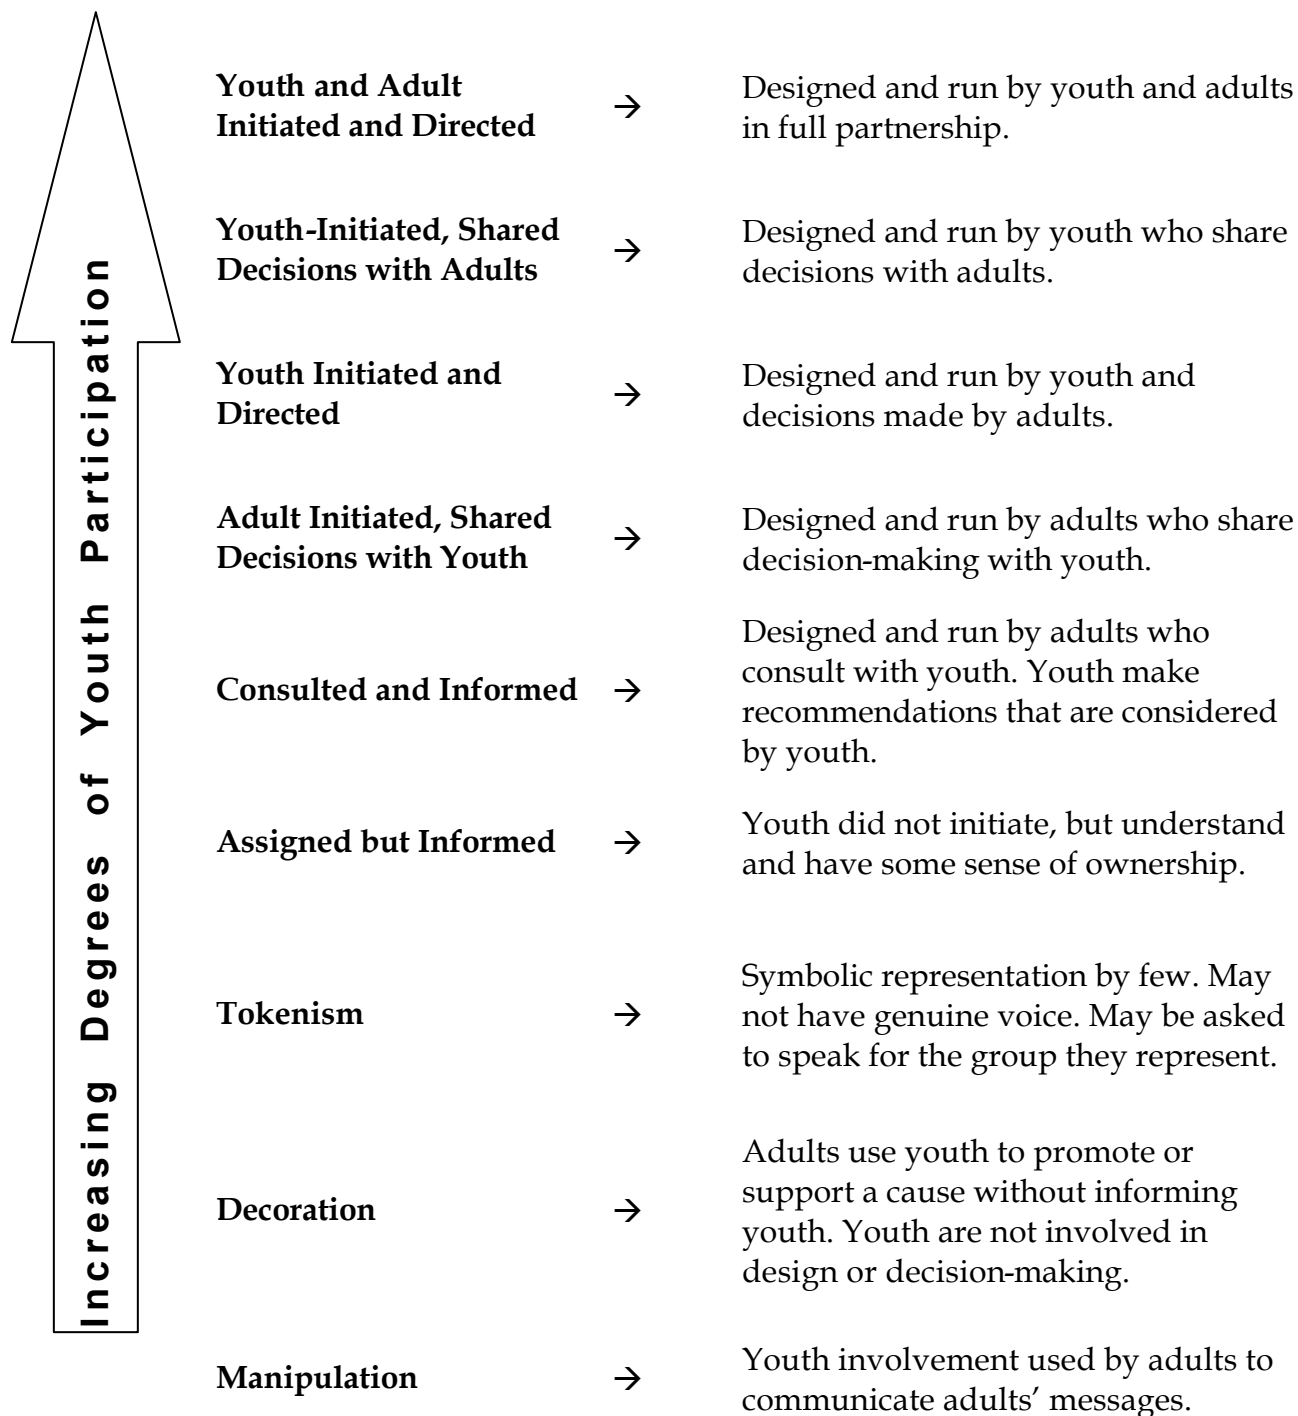 Increasing Degrees of Youth Participation
Youth and Adult
Initiated and Directed
→
Designed and run by youth and adults
in full partnership.
Youth-Initiated, Shared
Decisions with Adults
→
Designed and run by youth who share
decisions with adults.
Youth Initiated and
Directed
→
Designed and run by youth and
decisions made by adults.
Adult Initiated, Shared
Decisions with Youth
→
Designed and run by adults who share
decision-making with youth.
Consulted and Informed
→
Designed and run by adults who
consult with youth. Youth make
recommendations that are considered
by youth.
Assigned but Informed
→
Youth did not initiate, but understand
and have some sense of ownership.
Tokenism
→
Symbolic representation by few. May
not have genuine voice. May be asked
to speak for the group they represent.
Decoration
→
Adults use youth to promote or
support a cause without informing
youth. Youth are not involved in
design or decision-making.
Manipulation
→
Youth involvement used by adults to
communicate adults’ messages.